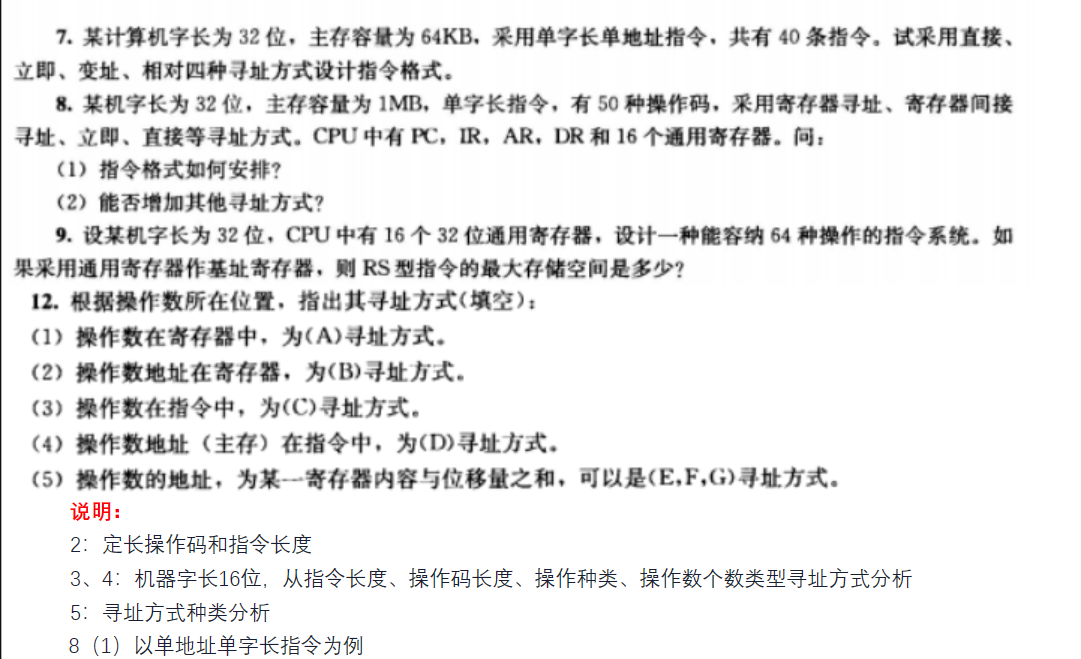 7. 某计算机字长为 32 位，主存容量为 64KB，采用单字长单地址指令，共有 40 条指令。试采用直接、
立即、变址、相对四种寻址方式设计指令格式。
8. 某机字长为 32 位，主存容量为 1MB，单字长指令，有 50 种操作码，采用寄存器寻址、寄存器间接
寻址、立即、直接等寻址方式。CPU 中有 PC，IR，AR，DR 和 16 个通用寄存器。问：
（1）指令格式如何安排？
（2）能否增加其他寻址方式？
9. 设某机字长为 32 位，CPU 中有 16 个 32 位通用寄存器，设计一种能容纳 64 种操作的指令系统。如
果采用通用寄存器作基址寄存器，则 RS 型指令的最大存储空间是多少？
12. 根据操作数所在位置，指出其寻址方式（填空）：
（1）操作数在寄存器中，为(A)寻址方式。
（2）操作数地址在寄存器，为(B)寻址方式。
（3）操作数在指令中，为(C)寻址方式。
（4）操作数地址（主存）在指令中，为(D)寻址方式。
（5）操作数的地址，为某一寄存器内容与位移量之和，可以是(E,F,G)寻址方式。
说明：
2：定长操作码和指令长度
3、4：机器字长16位，从指令长度、操作码长度、操作种类、操作数个数类型寻址方式分析
5：寻址方式种类分析
8（1）以单地址单字长指令为例